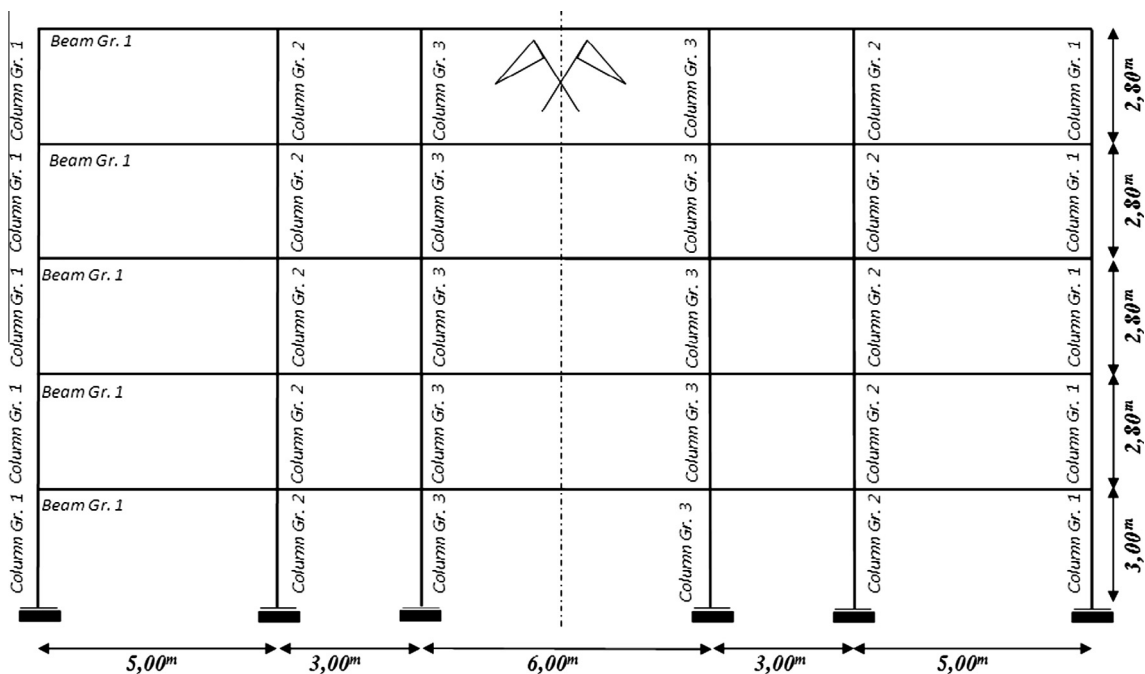 Column Gr. 1
Beam Gr. 1
Column Gr. 2
Column Gr. 3
Column Gr. 3
Column Gr. 2
Column Gr. 1
2,80m
Column Gr. 1
Beam Gr. 1
Column Gr. 2
Column Gr. 3
Column Gr. 3
Column Gr. 2
Column Gr. 1
2,80m
Column Gr. 1
Beam Gr. 1
Column Gr. 2
Column Gr. 3
Column Gr. 3
Column Gr. 2
Column Gr. 1
2,80m
Column Gr. 1
Beam Gr. 1
Column Gr. 2
Column Gr. 3
Column Gr. 3
Column Gr. 2
Column Gr. 1
2,80m
Column Gr. 1
Beam Gr. 1
Column Gr. 2
Column Gr. 3
Column Gr. 3
Column Gr. 2
Column Gr. 1
3,00m
5,00m
3,00m
6,00m
3,00m
5,00m